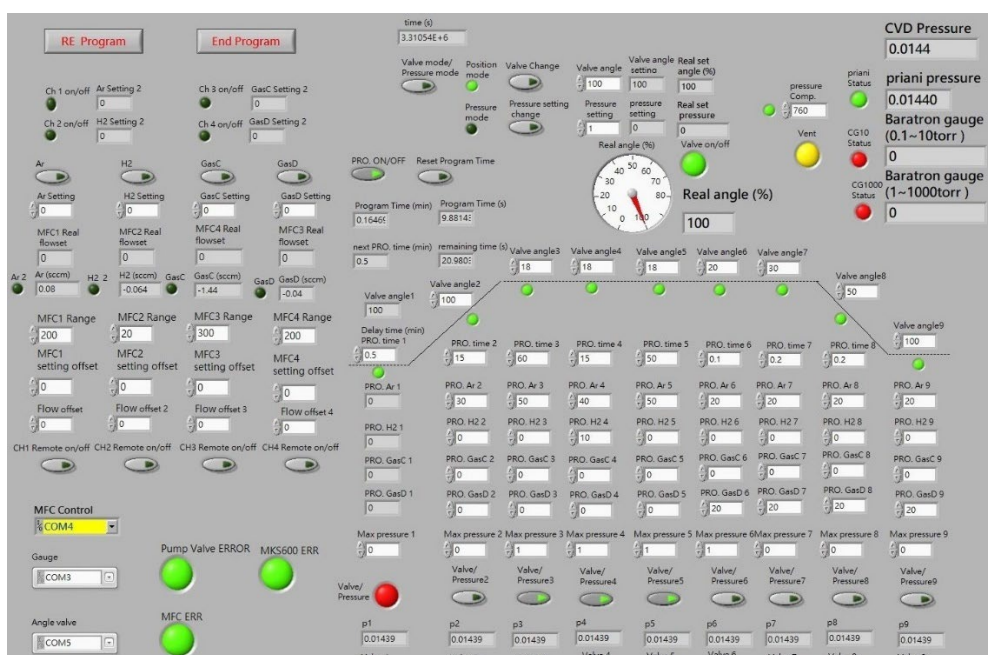 time (s)
3.31054E+6
RE Program
End Program
CVD Pressure
0.0144
Valve mode/
Pressure mode
Position
mode
Valve Change
Valve angle
100
Valve angle
settino
100
Real set
angle (%)
100
Pressure
mode
Pressure setting
change
Pressure
setting
1
pressure
setting
0
Real set
pressure
0
pressure
Comp.
760
priani
Status
priani pressure
0.01440
Ch 1 on/off
Ar Setting 2
0
Ch 3 on/off
GasC Setting 2
0
Ch 2 on/off
H2 Setting 2
0
Ch 4 on/off
GasD Setting 2
0
Vent
CG10
Status
Baratron gauge
(0.1~10torr )
0
CG1000
Status
Baratron gauge
(1~1000torr )
0
Real angle (%)
0
10
20
30
40
50
60
70
80
90
100
Valve on/off
Real angle (%)
100
Ar
H2
GasC
GasD
PRO. ON/OFF
Reset Program Time
Ar Setting
0
H2 Setting
0
GasC Setting
0
GasD Setting
0
Program Time (min)
0.1646
Program Time (s)
9.8814
MFC1 Real
flowset
0
MFC2 Real
flowset
0
MFC4 Real
flowset
0
MFC3 Real
flowset
0
next PRO. time (min)
0.5
remaining time (s)
20.980
Ar 2
Ar (sccm)
0.08
H2 2
H2 (sccm)
-0.064
GasC
GasC (sccm)
-1.44
GasD
GasD (sccm)
-0.04
Valve angle1
100
Valve angle2
100
Valve angle3
18
Valve angle4
18
Valve angle5
18
Valve angle6
20
Valve angle7
30
Valve angle8
50
Valve angle9
100
MFC1 Range
200
MFC2 Range
20
MFC3 Range
300
MFC4 Range
200
MFC1
setting offset
0
MFC2
setting offset
0
MFC3
setting offset
0
MFC4
setting offset
0
Flow offset
0
Flow offset 2
0
Flow offset 3
0
Flow offset 4
0
CH1 Remote on/off
CH2 Remote on/off
CH3 Remote on/off
CH4 Remote on/off
Delay time (min)
PRO. time 1
0.5
PRO. time 2
15
PRO. time 3
60
PRO. time 4
15
PRO. time 5
50
PRO. time 6
0.1
PRO. time 7
0.2
PRO. time 8
0.2
PRO. Ar 1
0
PRO. Ar 2
30
PRO. Ar 3
50
PRO. Ar 4
40
PRO. Ar 5
50
PRO. Ar 6
20
PRO. Ar 7
20
PRO. Ar 8
20
PRO. Ar 9
20
PRO. H2 1
0
PRO. H2 2
0
PRO. H2 3
0
PRO. H2 4
10
PRO. H2 5
0
PRO. H2 6
0
PRO. H2 7
0
PRO. H2 8
0
PRO. H2 9
0
PRO. GasC 1
0
PRO. GasC 2
0
PRO. GasC 3
0
PRO. GasC 4
0
PRO. GasC 5
0
PRO. GasC 6
0
PRO. GasC 7
0
PRO. GasC 8
0
PRO. GasC 9
0
PRO. GasD 1
0
PRO. GasD 2
0
PRO. GasD 3
0
PRO. GasD 4
0
PRO. GasD 5
0
PRO. GasD 6
20
PRO. GasD 7
20
PRO. GasD 8
20
PRO. GasD 9
20
Max pressure 1
0
Max pressure 2
0
Max pressure 3
1
Max pressure 4
1
Max pressure 5
1
Max pressure 6
1
Max pressure 7
0
Max pressure 8
0
Max pressure 9
0
MFC Control
COM4
Gauge
COM3
Angle valve
COM5
Pump Valve ERROR
MKS600 ERR
MFC ERR
Valve/
Pressure
Valve/
Pressure2
Valve/
Pressure3
Valve/
Pressure4
Valve/
Pressure5
Valve/
Pressure6
Valve/
Pressure7
Valve/
Pressure8
Valve/
Pressure9
p1
0.01439
p2
0.01439
p3
0.01439
p4
0.01439
p5
0.01439
p6
0.01439
p7
0.01439
p8
0.01439
p9
0.01439